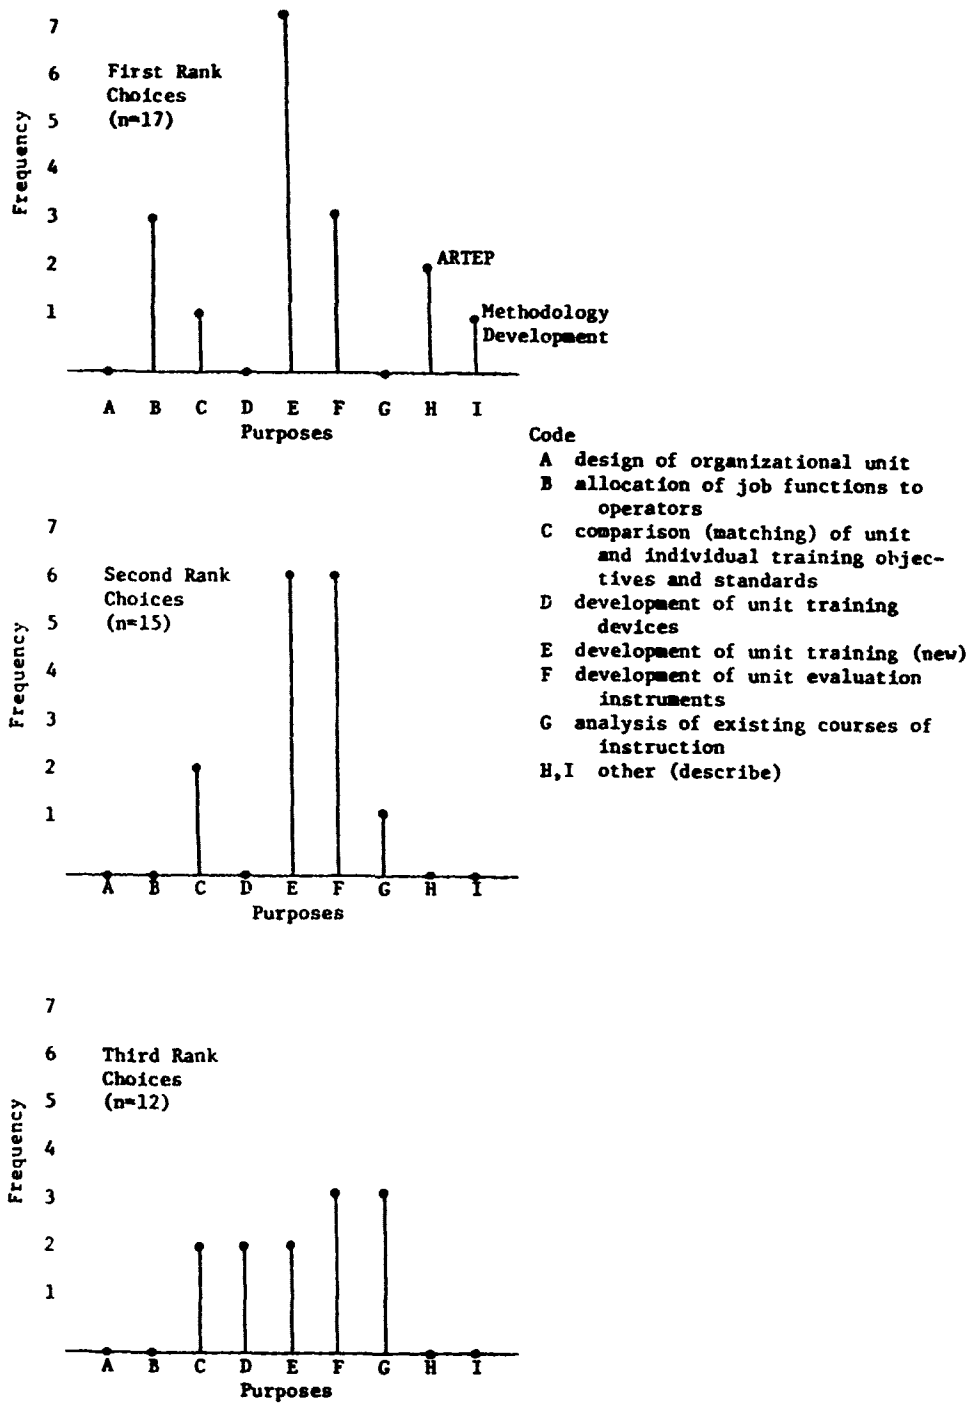 7
6
5
4
3
2
1
Frequency
First Rank
Choices
(n=17)
ARTEP
Methodology
Development
A B C D E F G H I
Purposes
Code
A design of organizational unit
B allocation of job functions to
operators
C comparison (matching) of unit
and individual training objec-
tives and standards
D development of unit training
devices
E development of unit training (new)
F development of unit evaluation
instruments
G analysis of existing courses of
instruction
H,I other (describe)
7
6
5
4
3
2
1
Frequency
Second Rank
Choices
(n=15)
A B C D E F G H I
Purposes
7
6
5
4
3
2
1
Frequency
Third Rank
Choices
(n=12)
A B C D E F G H I
Purposes